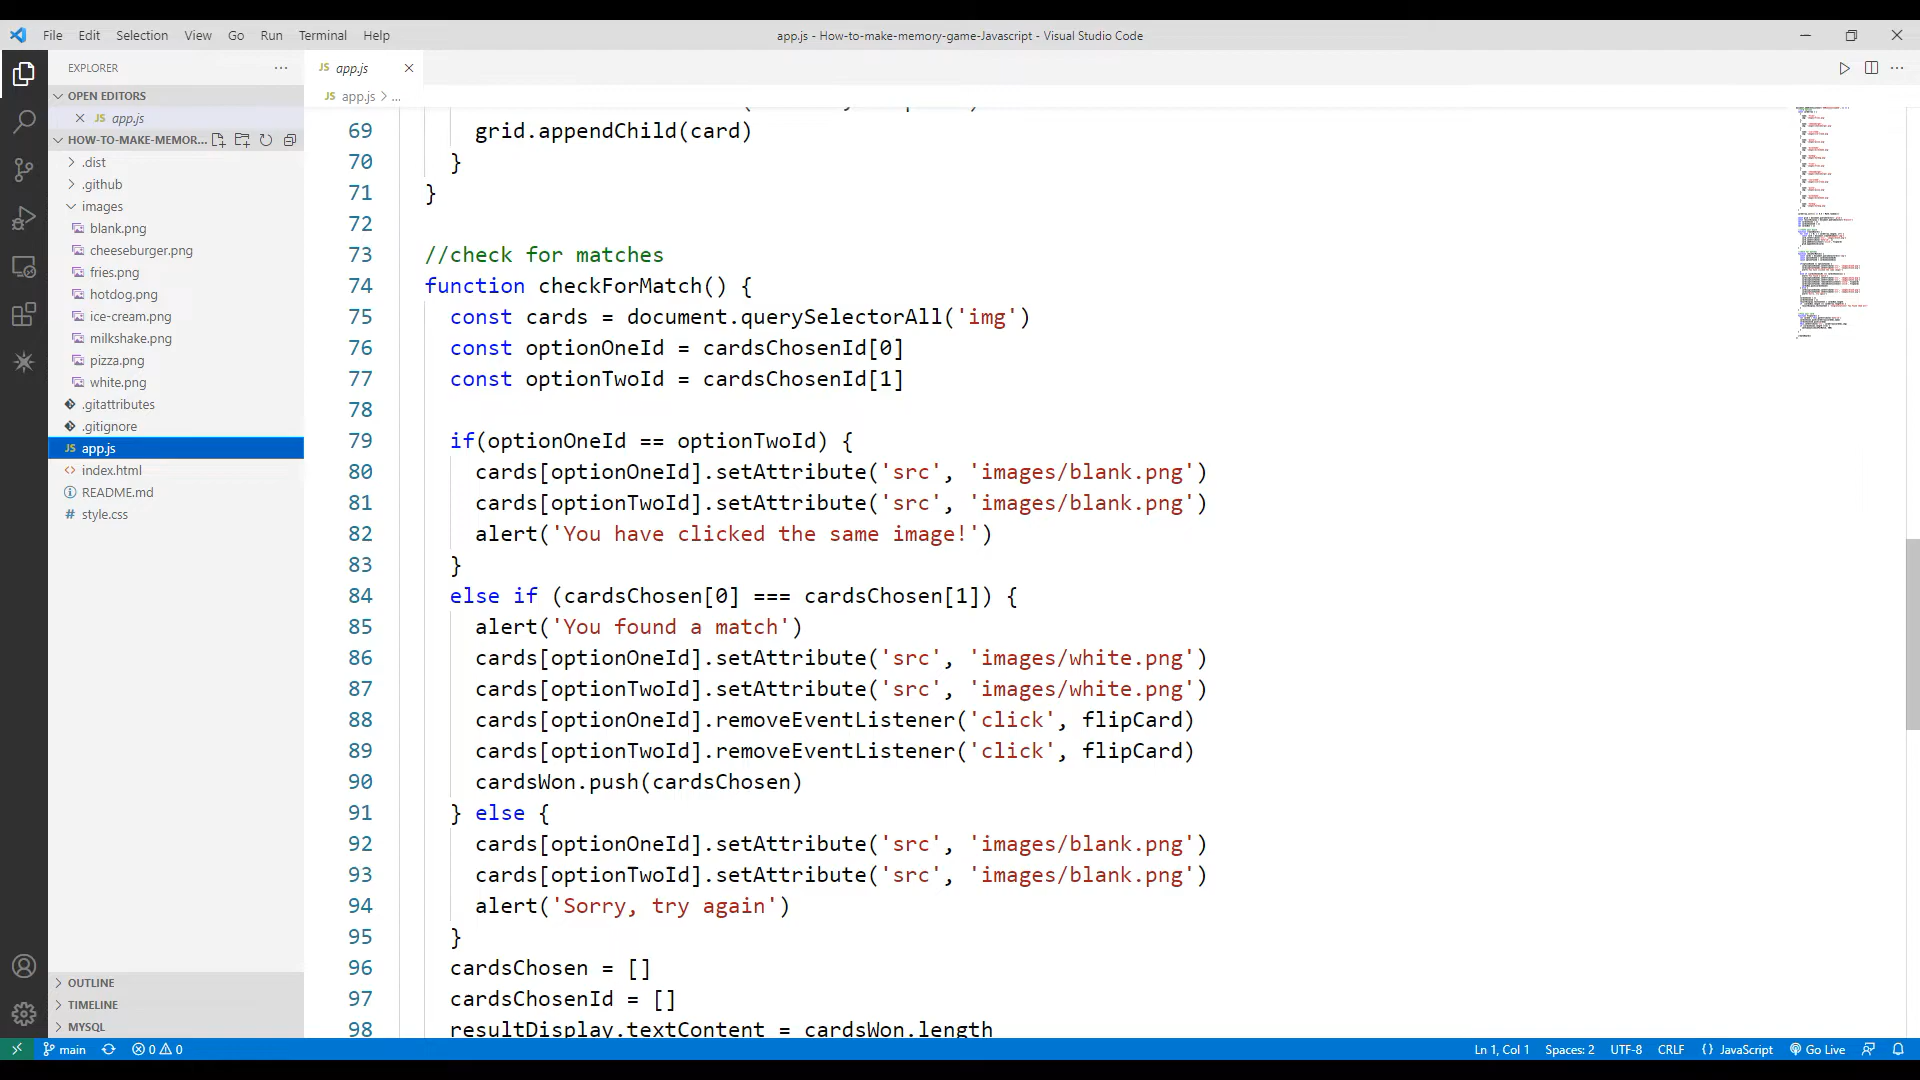 File Edit Selection View Go Run Terminal Help
app.js - How-to-make-memory-game-Javascript - Visual Studio Code
EXPLORER
OPEN EDITORS
JS app.js
HOW-TO-MAKE-MEMOR...
.dist
.github
images
blank.png
cheeseburger.png
fries.png
hotdog.png
ice-cream.png
milkshake.png
pizza.png
white.png
.gitattributes
.gitignore
JS app.js
<> index.html
README.md
# style.css
OUTLINE
TIMELINE
MYSQL
JS app.js
JS app.js > ...
69 grid.appendChild(card)
70 }
71 }
72
73 //check for matches
74 function checkForMatch() {
75 const cards = document.querySelectorAll('img')
76 const optionOneId = cardsChosenId[0]
77 const optionTwoId = cardsChosenId[1]
78
79 if(optionOneId == optionTwoId) {
80 cards[optionOneId].setAttribute('src', 'images/blank.png')
81 cards[optionTwoId].setAttribute('src', 'images/blank.png')
82 alert('You have clicked the same image!')
83 }
84 else if (cardsChosen[0] === cardsChosen[1]) {
85 alert('You found a match')
86 cards[optionOneId].setAttribute('src', 'images/white.png')
87 cards[optionTwoId].setAttribute('src', 'images/white.png')
88 cards[optionOneId].removeEventListener('click', flipCard)
89 cards[optionTwoId].removeEventListener('click', flipCard)
90 cardsWon.push(cardsChosen)
91 } else {
92 cards[optionOneId].setAttribute('src', 'images/blank.png')
93 cards[optionTwoId].setAttribute('src', 'images/blank.png')
94 alert('Sorry, try again')
95 }
96 cardsChosen = []
97 cardsChosenId = []
98 resultDisplay.textContent = cardsWon.length
main 0 0
Ln 1, Col 1 Spaces: 2 UTF-8 CRLF {} JavaScript Go Live